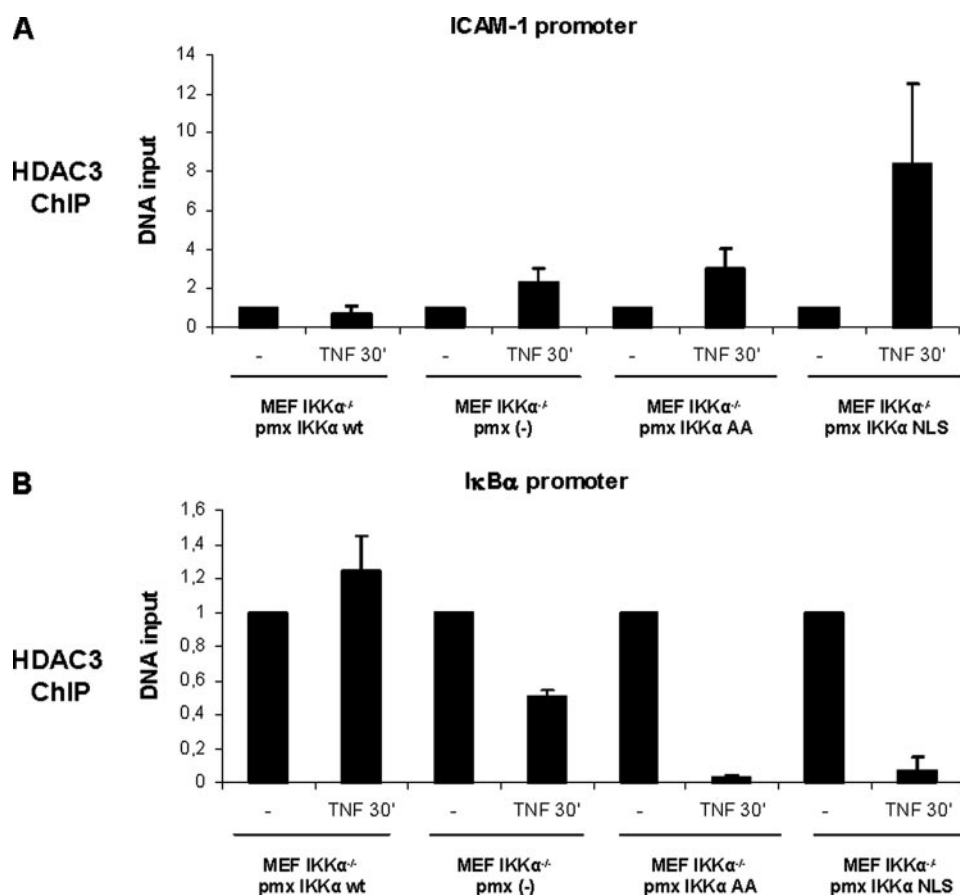 A
ICAM-1 promoter
HDAC3
ChIP
DNA input
14
12
10
8
6
4
2
0
- TNF 30' - TNF 30' - TNF 30' - TNF 30'
MEF IKKα-/- MEF IKKα-/- MEF IKKα-/- MEF IKKα-/-
pmx IKKα wt pmx (-) pmx IKKα AA pmx IKKα NLS
B
IκBα promoter
HDAC3
ChIP
DNA input
1,6
1,4
1,2
1
0,8
0,6
0,4
0,2
0
- TNF 30' - TNF 30' - TNF 30' - TNF 30'
MEF IKKα-/- MEF IKKα-/- MEF IKKα-/- MEF IKKα-/-
pmx IKKα wt pmx (-) pmx IKKα AA pmx IKKα NLS